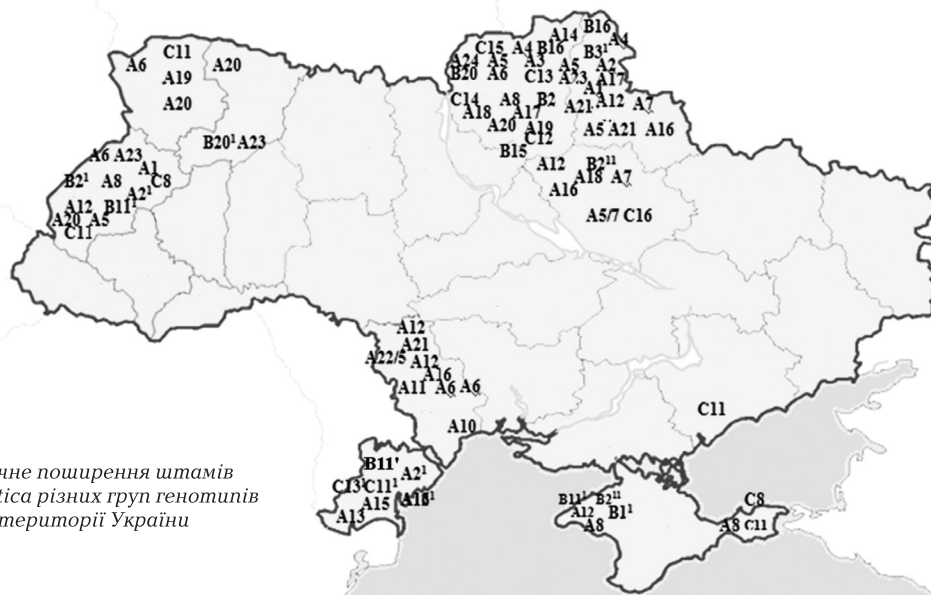 C11 A14 B16
A6 A20 C15 A4 B16 B3¹ A4
A24 A5 A3 A5 A2
A19 B20 A6 C13 A23 A17
A20 C14 A8 B2 A1
A18 A17 A21 A12 A7
B20¹ A23 A20 A19 A5 A21 A16
C12
B15
A6 A23 A12 B2¹¹
A1 A18 A7
B2¹ A8 C8 A16
A2¹
A12 B11¹ A5/7 C16
A20 A5
C11
A12
A21
A22/5 A12
A16
A11 A6 A6
C11
A10
B11'
чне поширення штамів A2¹
tica різних груп генотипів C13¹ C11¹
A15 B11¹ B2¹¹ C8
території України A13 A12 B1¹
A8 A8 C11